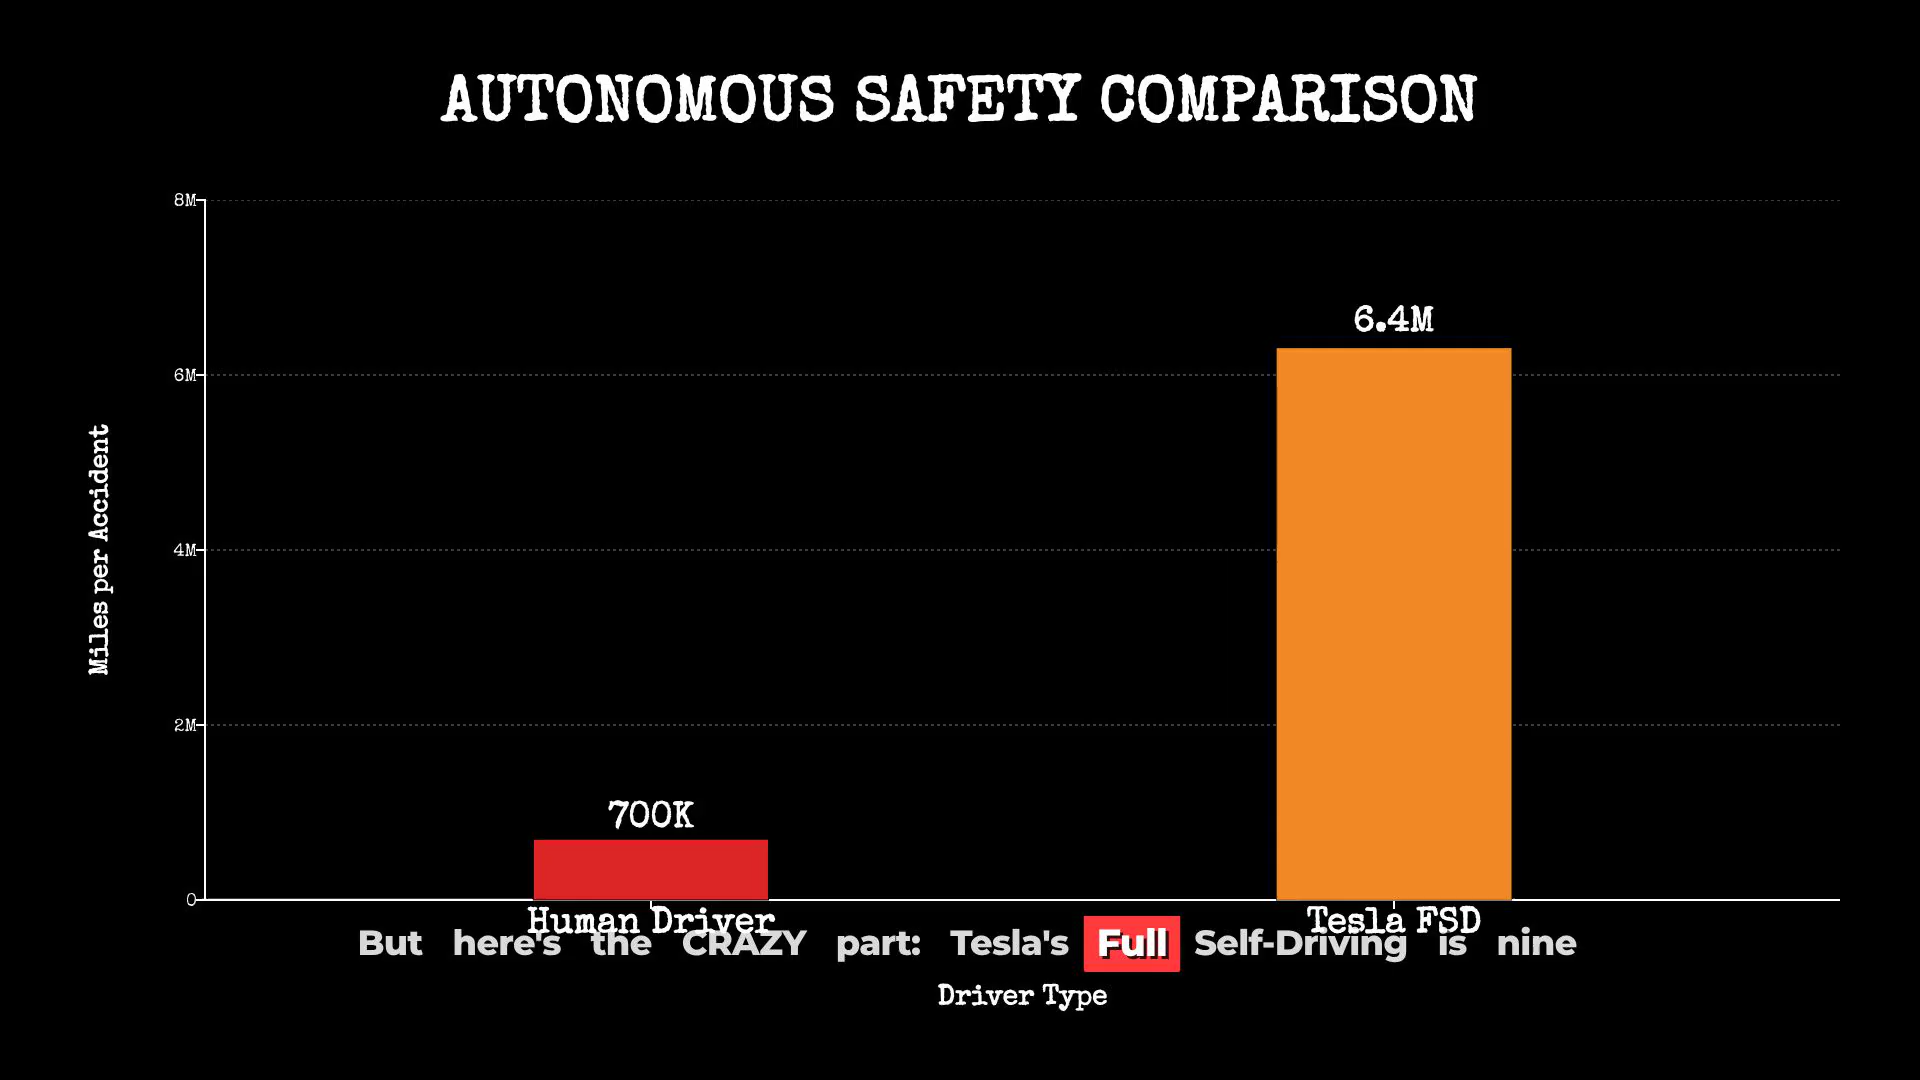 AUTONOMOUS SAFETY COMPARISON
8M
6M
4M
2M
0
Miles per Accident
6.4M
700K
Human Driver
Tesla FSD
But here's the CRAZY part: Tesla's Full Self-Driving is nine
Driver Type